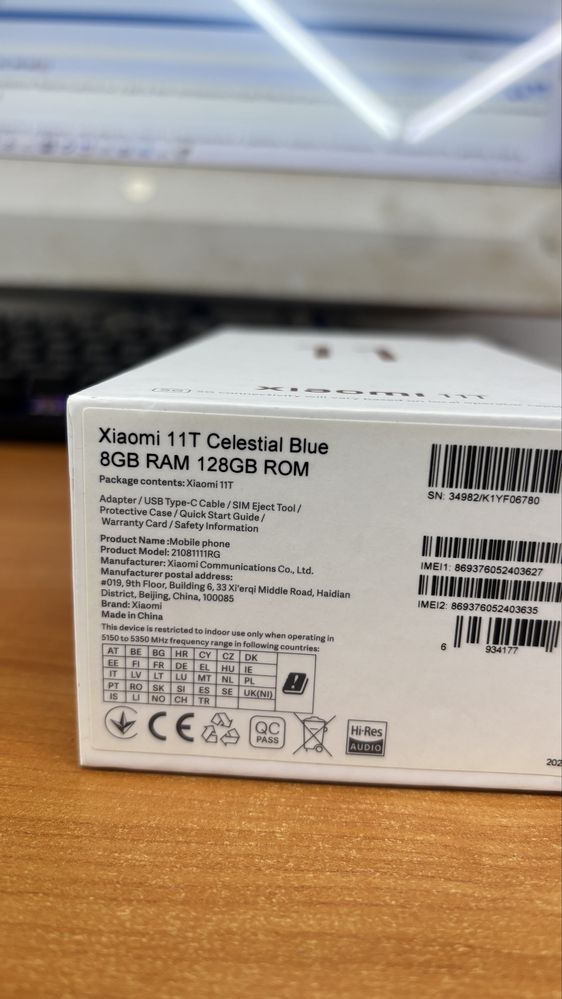 11
xiaomi 11T
Xiaomi 11T Celestial Blue
8GB RAM 128GB ROM
Package contents: Xiaomi 11T
Adapter / USB Type-C Cable / SIM Eject Tool /
Protective Case / Quick Start Guide /
Warranty Card / Safety Information
Product Name :Mobile phone
Product Model: 21081111RG
Manufacturer: Xiaomi Communications Co., Ltd.
Manufacturer postal address:
#019, 9th Floor, Building 6, 33 Xi'erqi Middle Road, Haidian
District, Beijing, China, 100085
Brand: Xiaomi
Made in China
This device is restricted to indoor use only when operating in
5150 to 5350 MHz frequency range in following countries:
AT BE BG HR CY CZ DK
EE FI FR DE EL HU IE
IT LV LT LU MT NL PL
PT RO SK SI ES SE UK(NI)
IS LI NO CH TR
CE
QC
PASS
Hi-Res
AUDIO
SN: 34982/K1YF06780
IMEI1: 869376052403627
IMEI2: 869376052403635
6 934177
202